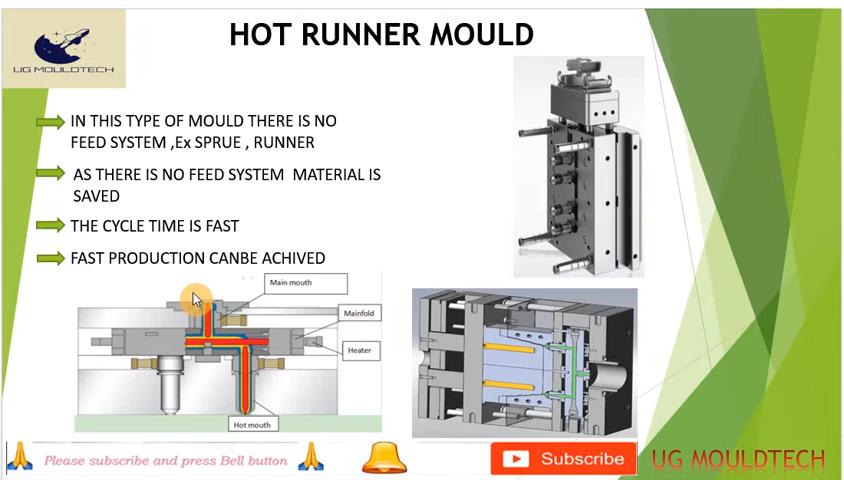 HOT RUNNER MOULD
UG MOULDTECH
IN THIS TYPE OF MOULD THERE IS NO
FEED SYSTEM ,Ex SPRUE , RUNNER
AS THERE IS NO FEED SYSTEM MATERIAL IS
SAVED
THE CYCLE TIME IS FAST
FAST PRODUCTION CANBE ACHIVED
Main mouth
Mainfold
Heater
Hot mouth
Please subscribe and press Bell button
Subscribe
UG MOULDTECH